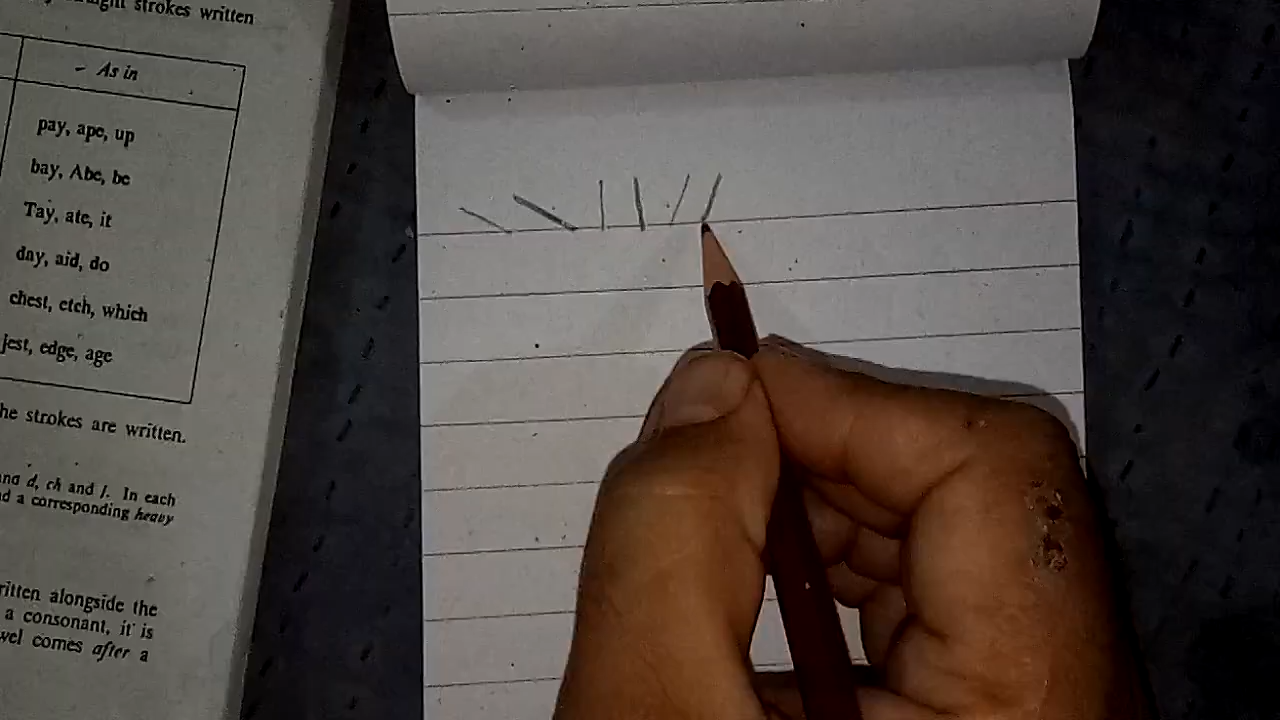 strokes written
As in
pay, ape, up
bay, Abe, be
Tay, ate, it
day, aid, do
chest, etch, which
jest, edge, age
he strokes are written.
and d, ch and j. In each
d a corresponding heavy
ritten alongside the
a consonant, it is
wel comes after a